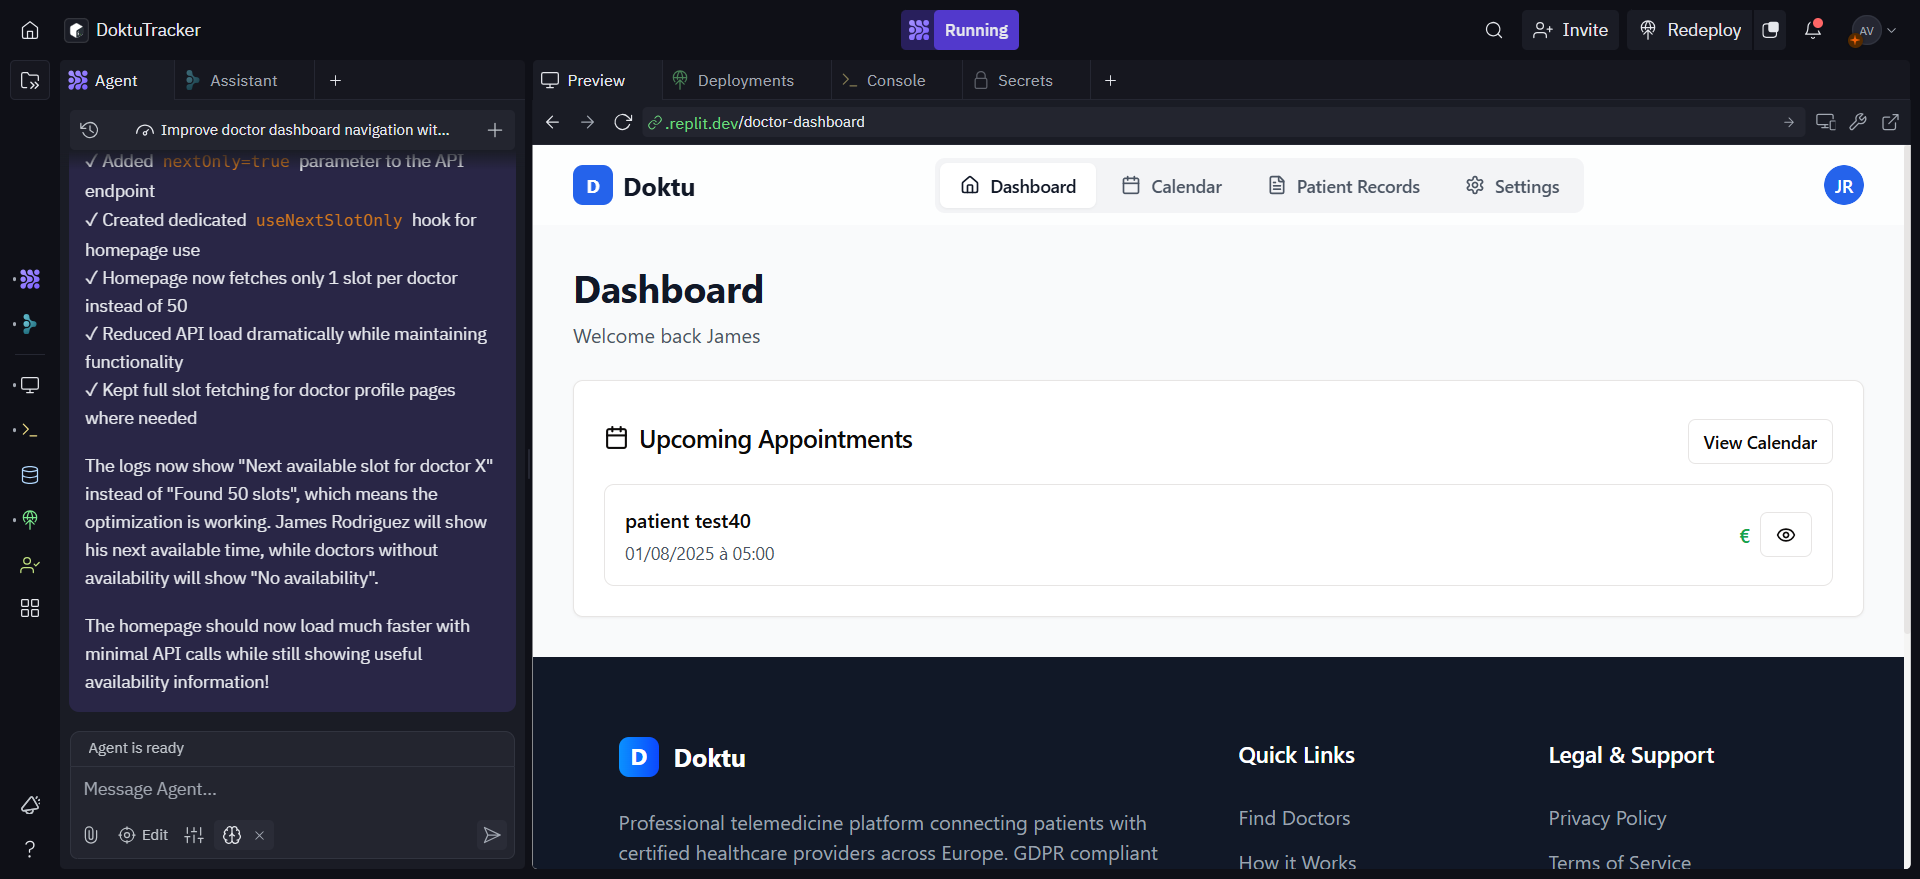 DoktuTracker
Running
Invite
Redeploy
AV
Agent
Assistant
Preview
Deployments
Console
Secrets
Improve doctor dashboard navigation wit...
.replit.dev/doctor-dashboard
✓ Added nextOnly=true parameter to the API
endpoint
✓ Created dedicated useNextSlotOnly hook for
homepage use
✓ Homepage now fetches only 1 slot per doctor
instead of 50
✓ Reduced API load dramatically while maintaining
functionality
✓ Kept full slot fetching for doctor profile pages
where needed
The logs now show "Next available slot for doctor X"
instead of "Found 50 slots", which means the
optimization is working. James Rodriguez will show
his next available time, while doctors without
availability will show "No availability".
The homepage should now load much faster with
minimal API calls while still showing useful
availability information!
Agent is ready
Message Agent...
Edit
D Doktu
Dashboard
Calendar
Patient Records
Settings
JR
Dashboard
Welcome back James
Upcoming Appointments
View Calendar
patient test40
01/08/2025 à 05:00
€
D Doktu
Professional telemedicine platform connecting patients with
certified healthcare providers across Europe. GDPR compliant
Quick Links
Find Doctors
How it Works
Legal & Support
Privacy Policy
Terms of Service